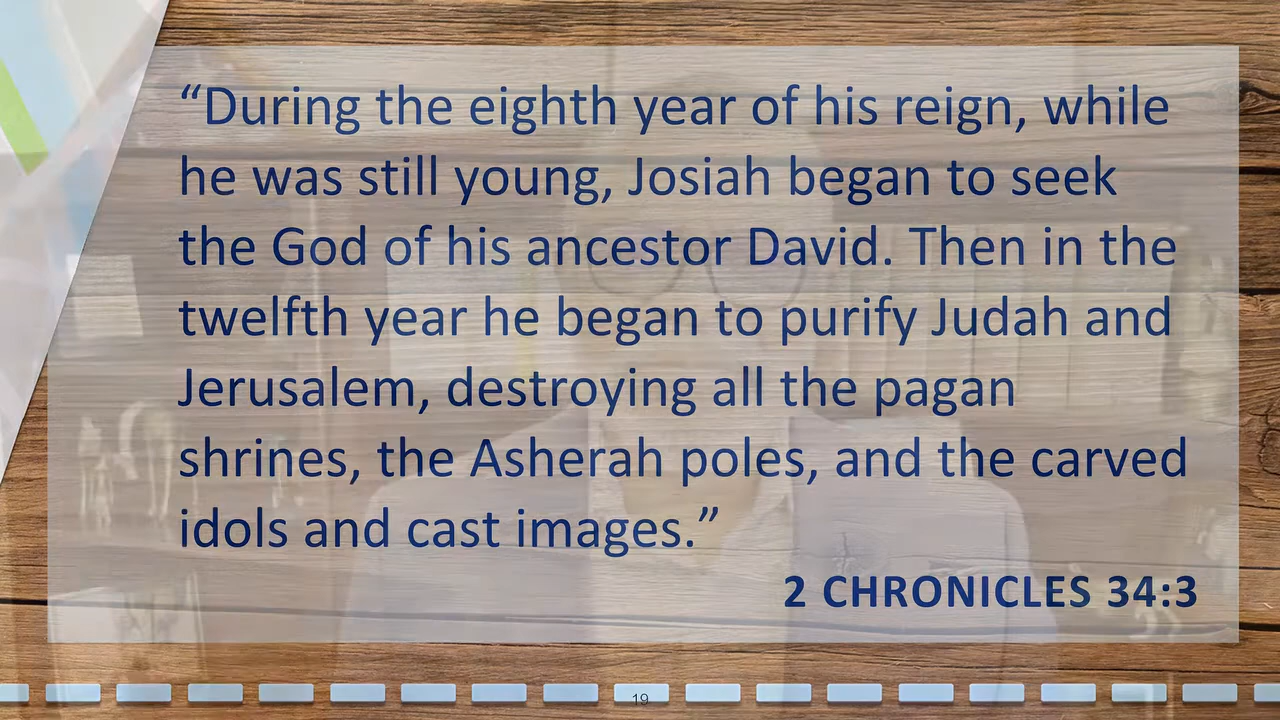 “During the eighth year of his reign, while
he was still young, Josiah began to seek
the God of his ancestor David. Then in the
twelfth year he began to purify Judah and
Jerusalem, destroying all the pagan
shrines, the Asherah poles, and the carved
idols and cast images.”
2 CHRONICLES 34:3
19